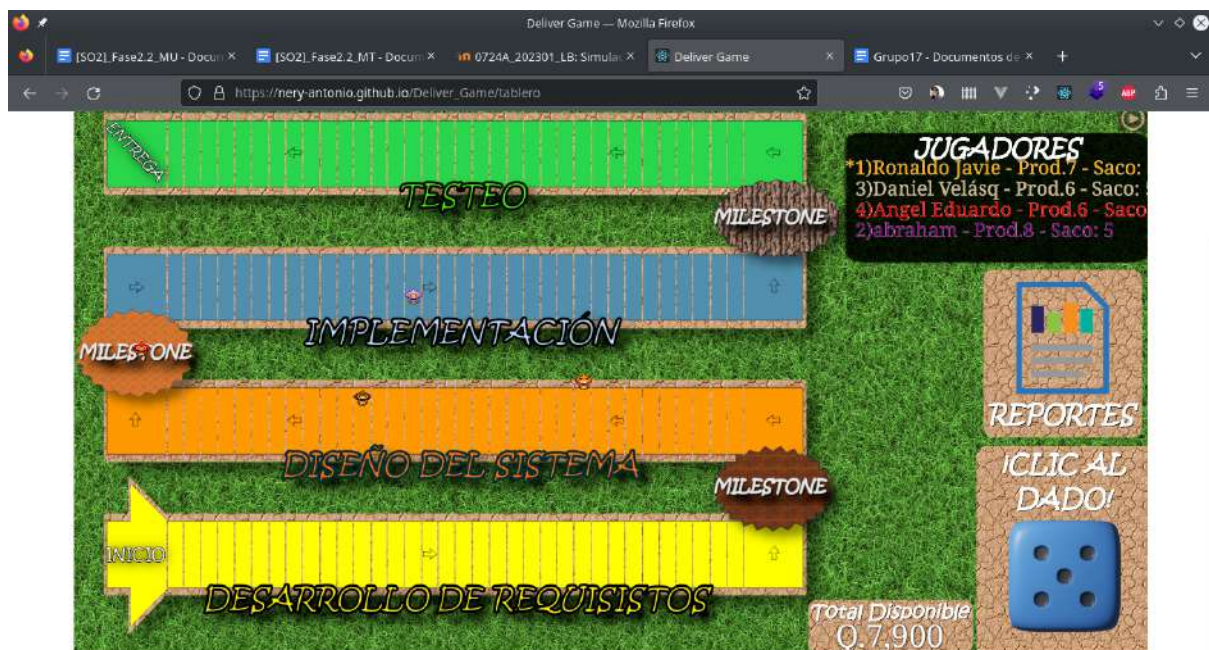 Deliver Game — Mozilla Firefox
[SO2]_Fase2.2_MU - Docum
[SO2]_Fase2.2_MT - Docum
0724A_202301_LB: Simulac
Deliver Game
Grupo17 - Documentos de
https://nery-antonio.github.io/Deliver_Game/tablero
5
ABP
ENTREGA
TESTEO
MILESTONE
JUGADORES
*1)Ronaldo Javie - Prod.7 - Saco:
3)Daniel Velásq - Prod.6 - Saco:
4)Angel Eduardo - Prod.6 - Saco
2)abraham - Prod.8 - Saco: 5
IMPLEMENTACIÓN
MILESTONE
REPORTES
DISEÑO DEL SISTEMA
MILESTONE
¡CLIC AL
DADO!
INICIO
DESARROLLO DE REQUISISTOS
Total Disponible
Q.7,900